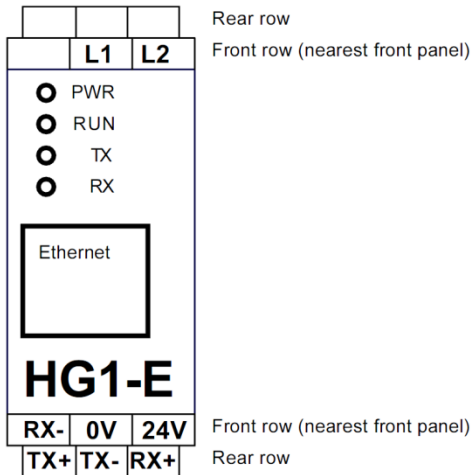 Rear row
L1 L2 Front row (nearest front panel)
PWR
RUN
TX
RX
Ethernet
HG1-E
RX- 0V 24V Front row (nearest front panel)
TX+ TX- RX+ Rear row